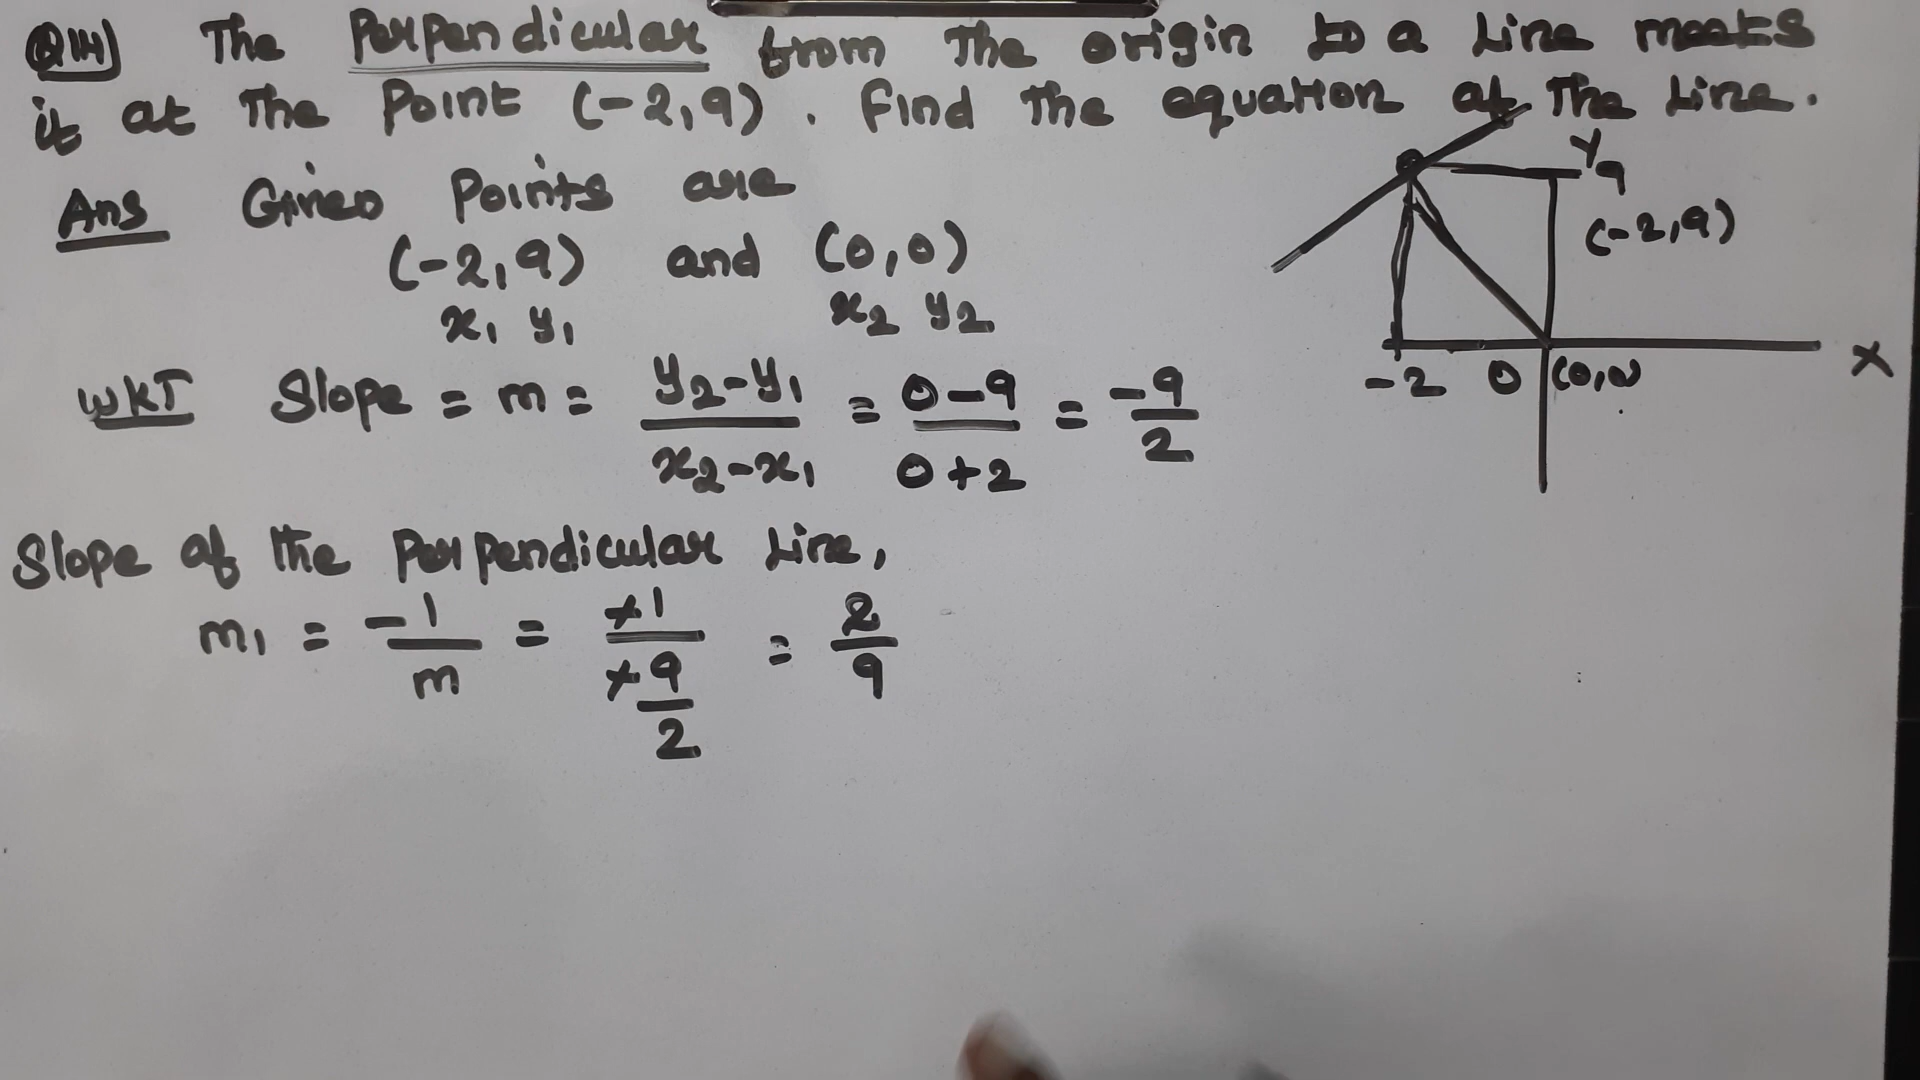 Q14) The Perpendicular from The origin to a Line meets
it at The Point (-2,9). Find The equation of The Line.
Ans Given Points are
(-2,9) and (0,0)
x1 y1 x2 y2
WKT Slope = m = y2-y1 / x2-x1 = 0-9 / 0+2 = -9 / 2
Slope of the Perpendicular Line,
m1 = -1 / m = +1 / +9/2 = 2 / 9
Y
9
(-2,9)
-2 0 (0,0) X